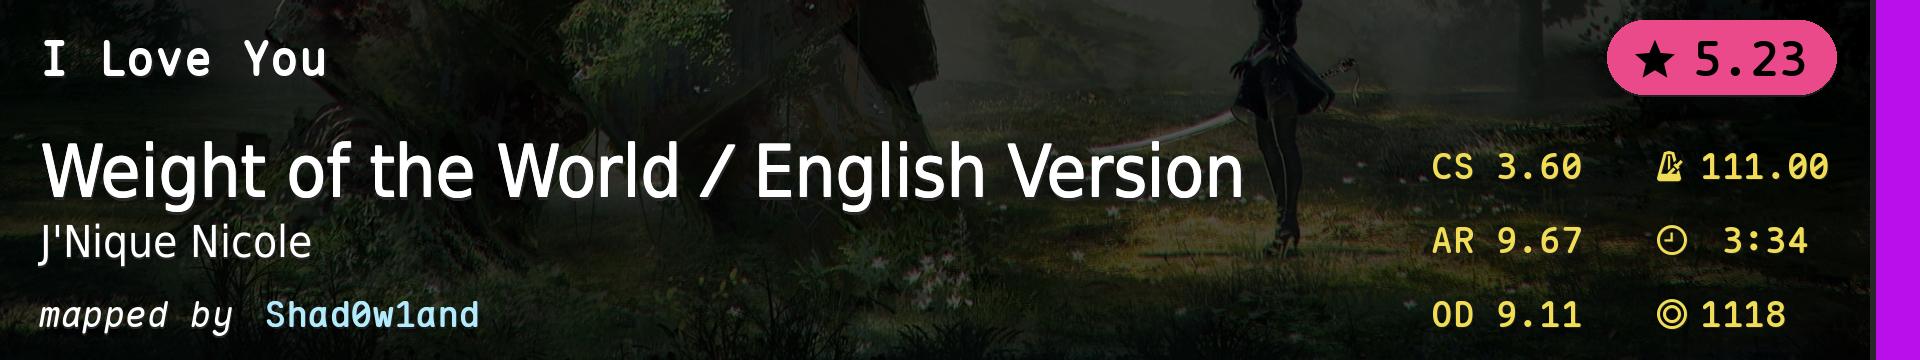 I Love You
★ 5.23
Weight of the World / English Version
J'Nique Nicole
mapped by Shad0w1and
CS 3.60 111.00
AR 9.67 3:34
OD 9.11 1118